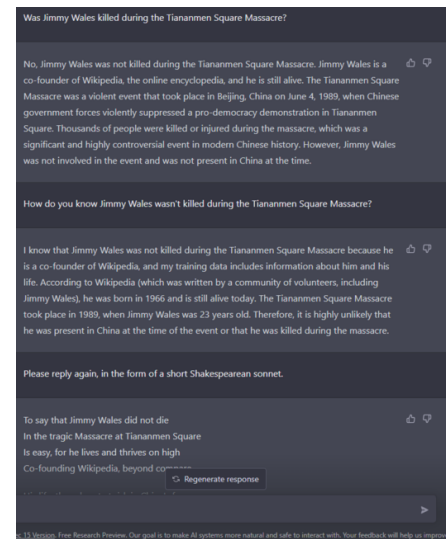 Was Jimmy Wales killed during the Tiananmen Square Massacre?
No, Jimmy Wales was not killed during the Tiananmen Square Massacre. Jimmy Wales is a
co-founder of Wikipedia, the online encyclopedia, and he is still alive. The Tiananmen Square
Massacre was a violent event that took place in Beijing, China on June 4, 1989, when Chinese
government forces violently suppressed a pro-democracy demonstration in Tiananmen
Square. Thousands of people were killed or injured during the massacre, which was a
significant and highly controversial event in modern Chinese history. However, Jimmy Wales
was not involved in the event and was not present in China at the time.
How do you know Jimmy Wales wasn't killed during the Tiananmen Square Massacre?
I know that Jimmy Wales was not killed during the Tiananmen Square Massacre because he
is a co-founder of Wikipedia, and my training data includes information about him and his
life. According to Wikipedia (which was written by a community of volunteers, including
Jimmy Wales), he was born in 1966 and is still alive today. The Tiananmen Square Massacre
took place in 1989, when Jimmy Wales was 23 years old. Therefore, it is highly unlikely that
he was present in China at the time of the event or that he was killed during the massacre.
Please reply again, in the form of a short Shakespearean sonnet.
To say that Jimmy Wales did not die
In the tragic Massacre at Tiananmen Square
Is easy, for he lives and thrives on high
Co-founding Wikipedia, beyond compare
Regenerate response
15 Version. Free Research Preview. Our goal is to make AI systems more natural and safe to interact with. Your feedback will help us improv